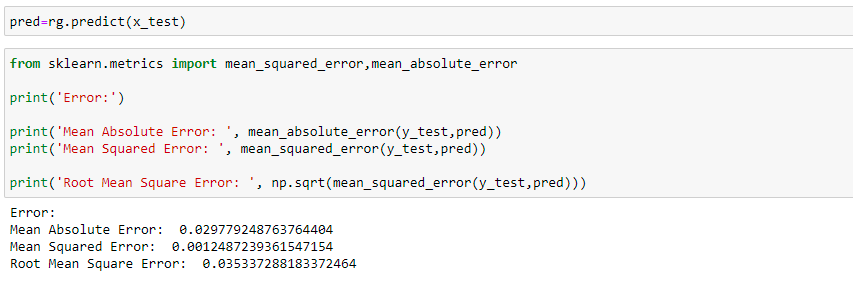 pred=rg.predict(x_test)
from sklearn.metrics import mean_squared_error,mean_absolute_error
print('Error:')
print('Mean Absolute Error: ', mean_absolute_error(y_test,pred))
print('Mean Squared Error: ', mean_squared_error(y_test,pred))
print('Root Mean Square Error: ', np.sqrt(mean_squared_error(y_test,pred)))
Error:
Mean Absolute Error:  0.029779248763764404
Mean Squared Error:  0.0012487239361547154
Root Mean Square Error:  0.035337288183372464